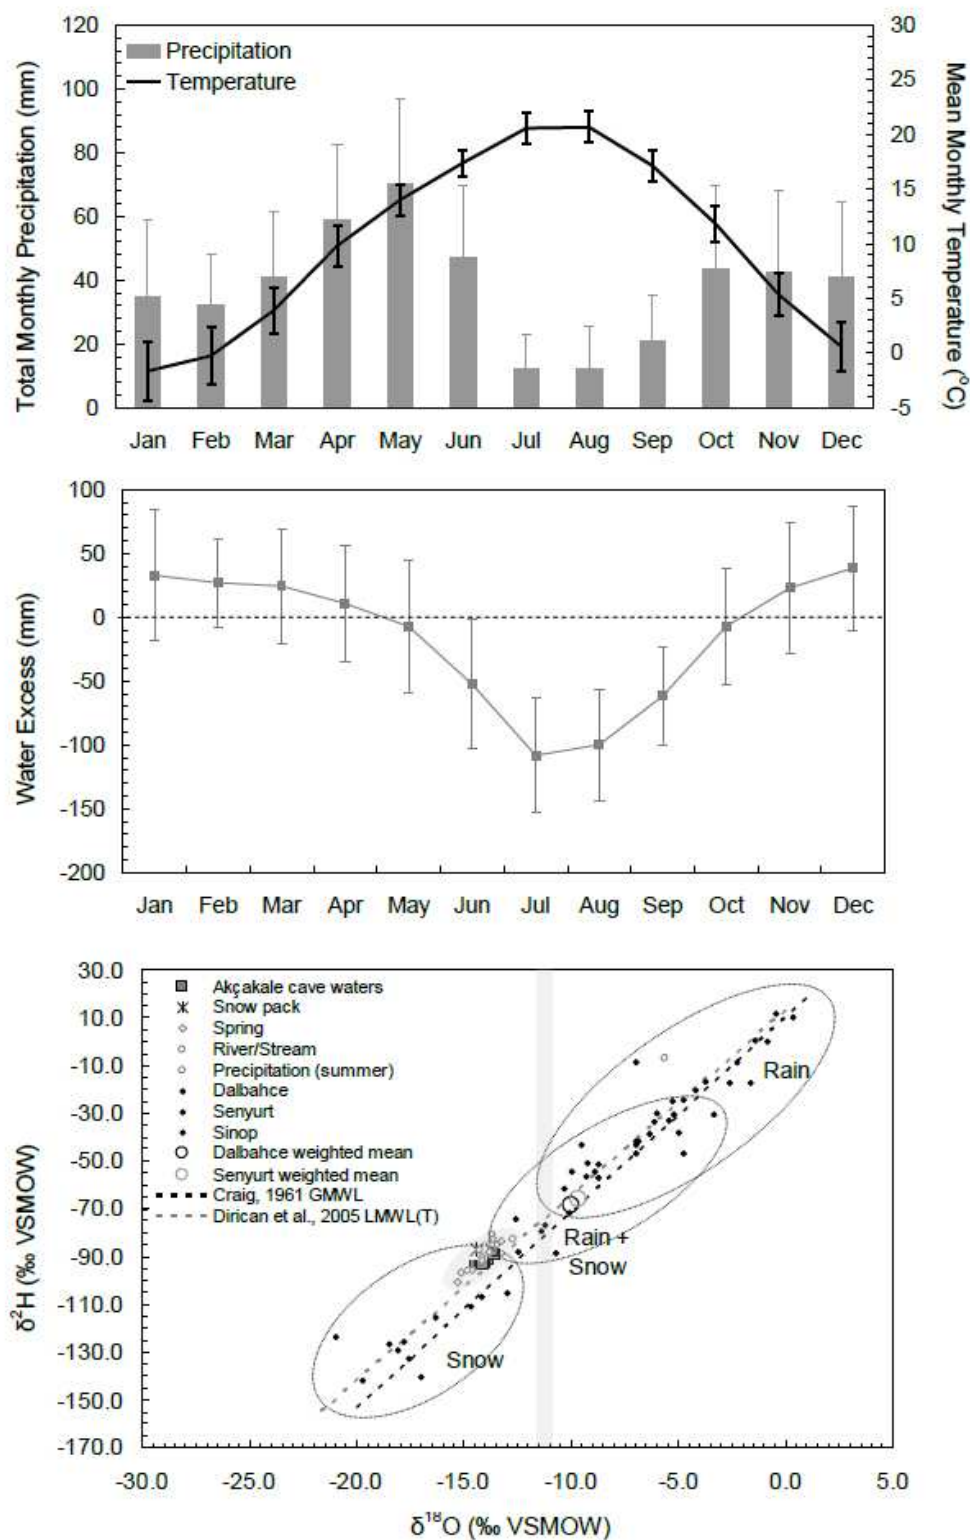 120
100
80
60
40
20
0
Total Monthly Precipitation (mm)
Precipitation
Temperature
30
25
20
15
10
5
0
-5
Mean Monthly Temperature (°C)
Jan Feb Mar Apr May Jun Jul Aug Sep Oct Nov Dec
100
50
0
-50
-100
-150
-200
Water Excess (mm)
Jan Feb Mar Apr May Jun Jul Aug Sep Oct Nov Dec
30.0
10.0
-10.0
-30.0
-50.0
-70.0
-90.0
-110.0
-130.0
-150.0
-170.0
δ²H (‰ VSMOW)
Akçakale cave waters
Snow pack
Spring
River/Stream
Precipitation (summer)
Dalbahce
Senyurt
Sinop
Dalbahce weighted mean
Senyurt weighted mean
Craig, 1961 GMWL
Dirican et al., 2005 LMWL(T)
Rain
Rain +
Snow
Snow
-30.0 -25.0 -20.0 -15.0 -10.0 -5.0 0.0 5.0
δ¹⁸O (‰ VSMOW)